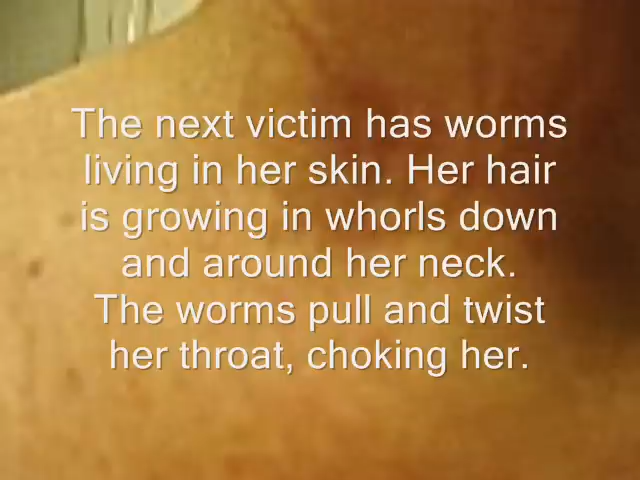 The next victim has worms
living in her skin. Her hair
is growing in whorls down
and around her neck.
The worms pull and twist
her throat, choking her.